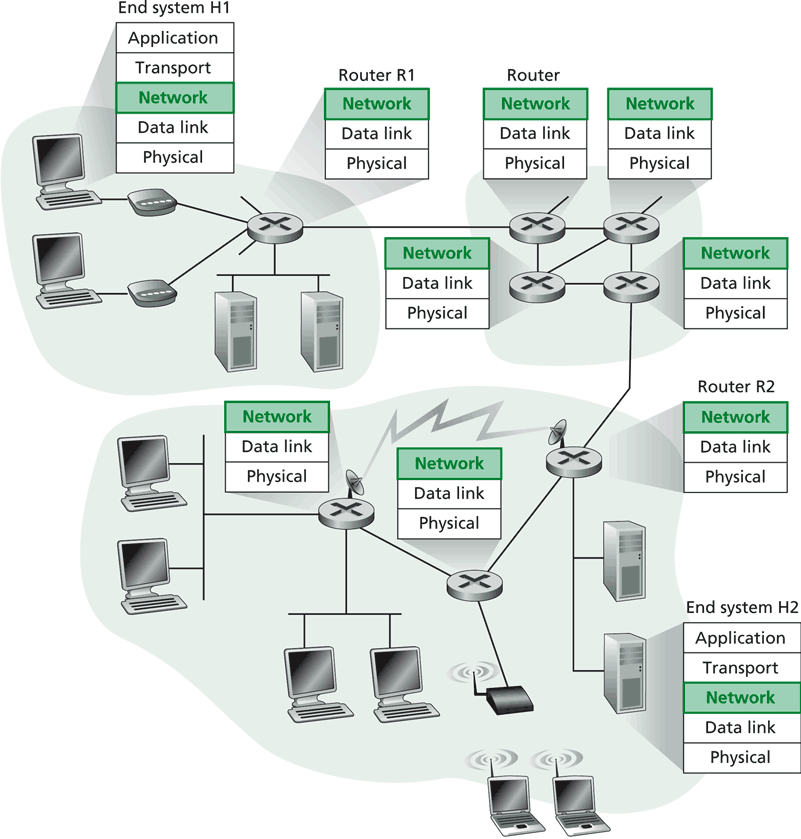 End system H1
Application
Transport
Network
Data link
Physical
Router R1
Network
Data link
Physical
Router
Network
Data link
Physical
Network
Data link
Physical
Network
Data link
Physical
Network
Data link
Physical
Router R2
Network
Data link
Physical
Network
Data link
Physical
Network
Data link
Physical
End system H2
Application
Transport
Network
Data link
Physical